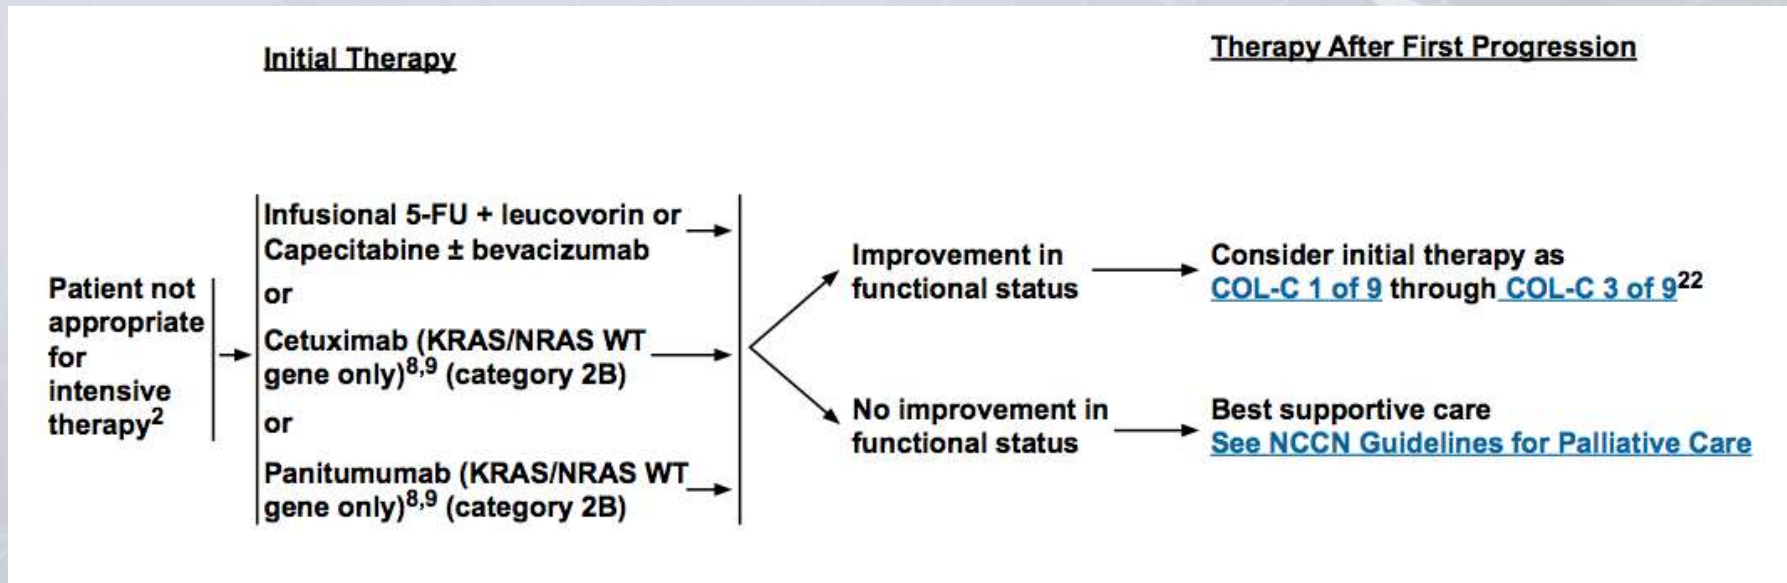 Initial Therapy
Therapy After First Progression
Patient not
appropriate
for
intensive
therapy2
Infusional 5-FU + leucovorin or
Capecitabine ± bevacizumab
or
Cetuximab (KRAS/NRAS WT
gene only)8,9 (category 2B)
or
Panitumumab (KRAS/NRAS WT
gene only)8,9 (category 2B)
Improvement in
functional status
No improvement in
functional status
Consider initial therapy as
COL-C 1 of 9 through COL-C 3 of 922
Best supportive care
See NCCN Guidelines for Palliative Care